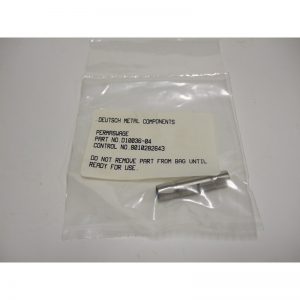 DEUTSCH METAL COMPONENTS
PERMASWAGE
PART NO.D10036-04
CONTROL NO.8010282643
DO NOT REMOVE PART FROM BAG UNTIL
READY FOR USE.